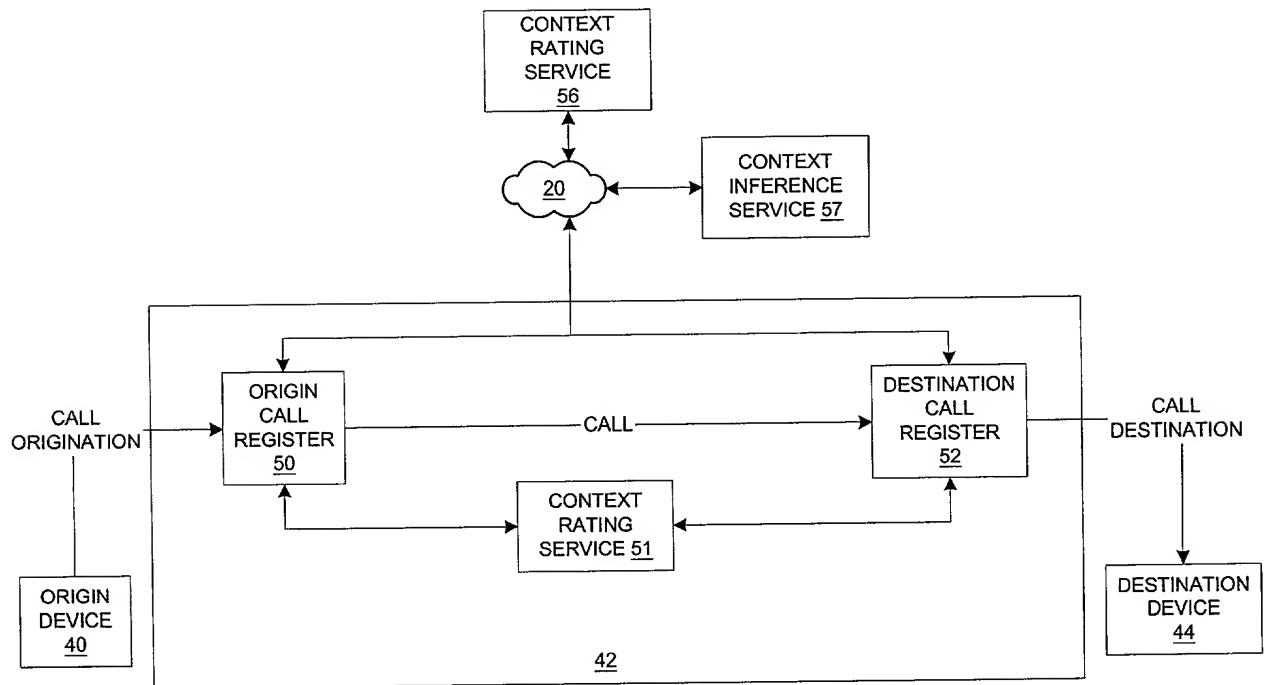 CONTEXT
RATING
SERVICE
56
20
CONTEXT
INFERENCE
SERVICE 57
ORIGIN
CALL
REGISTER
50
CALL
ORIGINATION
CALL
DESTINATION
CALL
REGISTER
52
CALL
DESTINATION
CONTEXT
RATING
SERVICE 51
ORIGIN
DEVICE
40
DESTINATION
DEVICE
44
42